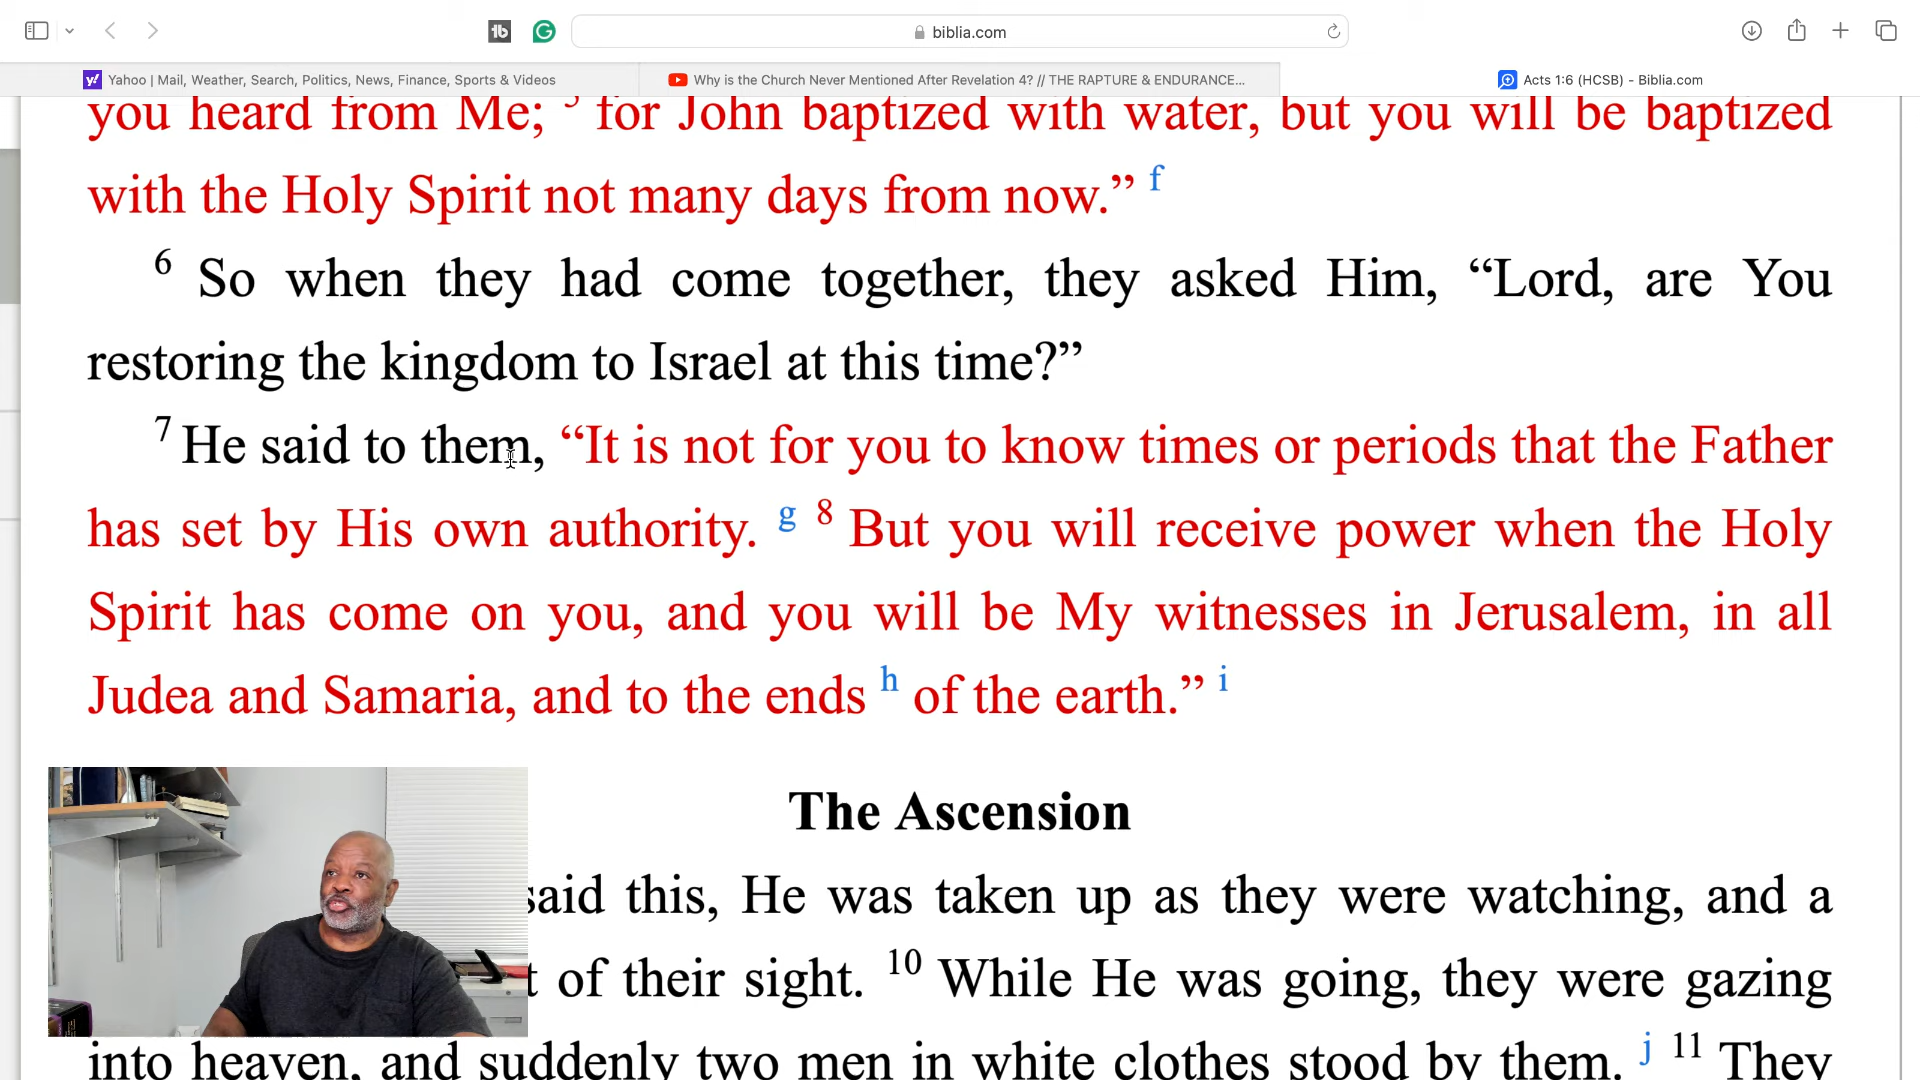 biblia.com
Yahoo | Mail, Weather, Search, Politics, News, Finance, Sports & Videos
Why is the Church Never Mentioned After Revelation 4? // THE RAPTURE & ENDURANCE...
Acts 1:6 (HCSB) - Biblia.com
you heard from Me; 5 for John baptized with water, but you will be baptized
with the Holy Spirit not many days from now.” f
6 So when they had come together, they asked Him, “Lord, are You
restoring the kingdom to Israel at this time?”
7 He said to them, “It is not for you to know times or periods that the Father
has set by His own authority. g 8 But you will receive power when the Holy
Spirit has come on you, and you will be My witnesses in Jerusalem, in all
Judea and Samaria, and to the ends h of the earth.” i
The Ascension
said this, He was taken up as they were watching, and a
of their sight. 10 While He was going, they were gazing
into heaven, and suddenly two men in white clothes stood by them. j 11 They